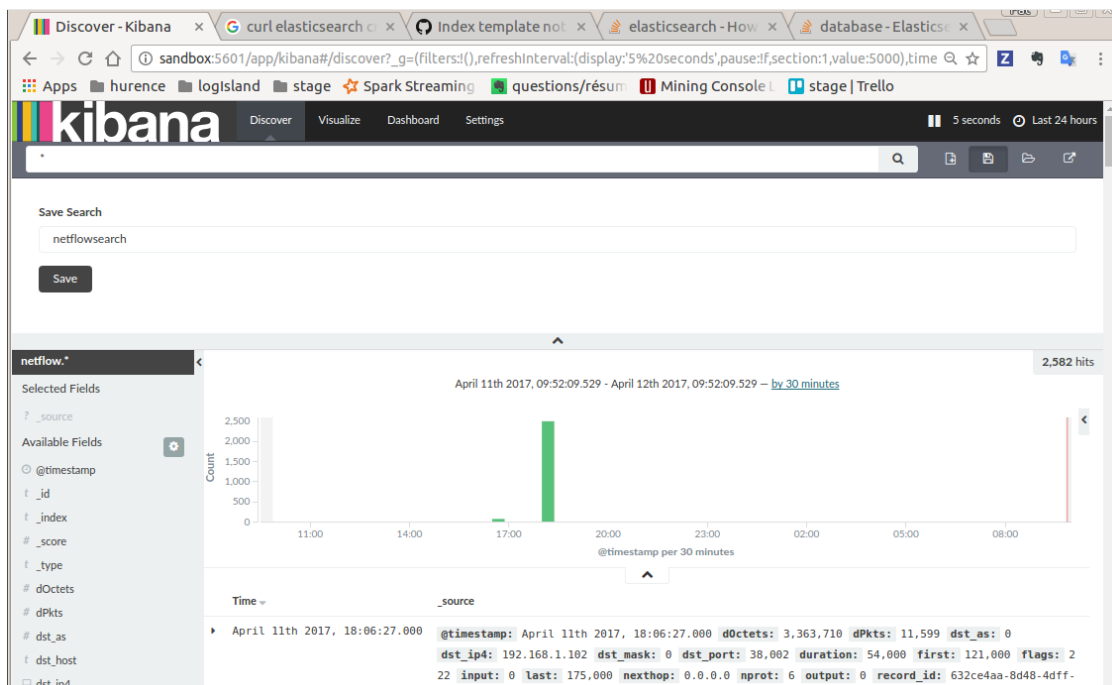 Discover - Kibana
curl elasticsearch c
Index template not
elasticsearch - How
database - Elasticse
sandbox:5601/app/kibana#/discover?_g=(filters:!(),refreshInterval:(display:'5%20seconds',pause:!f,section:1,value:5000),time
Apps hurence logIsland stage Spark Streaming questions/résum Mining Console L stage | Trello
kibana Discover Visualize Dashboard Settings 5 seconds Last 24 hours
*
Save Search
netflowsearch
Save
netflow.* 2,582 hits
Selected Fields
? _source
Available Fields
@timestamp
t _id
t _index
# _score
t _type
# dOctets
# dPkts
# dst_as
t dst_host
dst_ip4
April 11th 2017, 09:52:09.529 - April 12th 2017, 09:52:09.529 — by 30 minutes
Count
2,500
2,000
1,500
1,000
500
0
11:00 14:00 17:00 20:00 23:00 02:00 05:00 08:00
@timestamp per 30 minutes
Time _source
April 11th 2017, 18:06:27.000 @timestamp: April 11th 2017, 18:06:27.000 dOctets: 3,363,710 dPkts: 11,599 dst_as: 0
dst_ip4: 192.168.1.102 dst_mask: 0 dst_port: 38,002 duration: 54,000 first: 121,000 flags: 2
22 input: 0 last: 175,000 nexthop: 0.0.0.0 nprot: 6 output: 0 record_id: 632ce4aa-8d48-4dff-